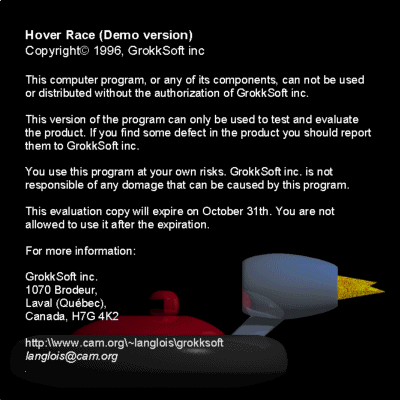 Hover Race (Demo version)
Copyright© 1996, GrokkSoft inc
This computer program, or any of its components, can not be used
or distributed without the authorization of GrokkSoft inc.
This version of the program can only be used to test and evaluate
the product. If you find some defect in the product you should report
them to GrokkSoft inc.
You use this program at your own risks. GrokkSoft inc. is not
responsible of any domage that can be caused by this program.
This evaluation copy will expire on October 31th. You are not
allowed to use it after the expiration.
For more information:
GrokkSoft inc.
1070 Brodeur,
Laval (Québec),
Canada, H7G 4K2
http:\\www.cam.org\~langlois\grokksoft
langlois@cam.org
.